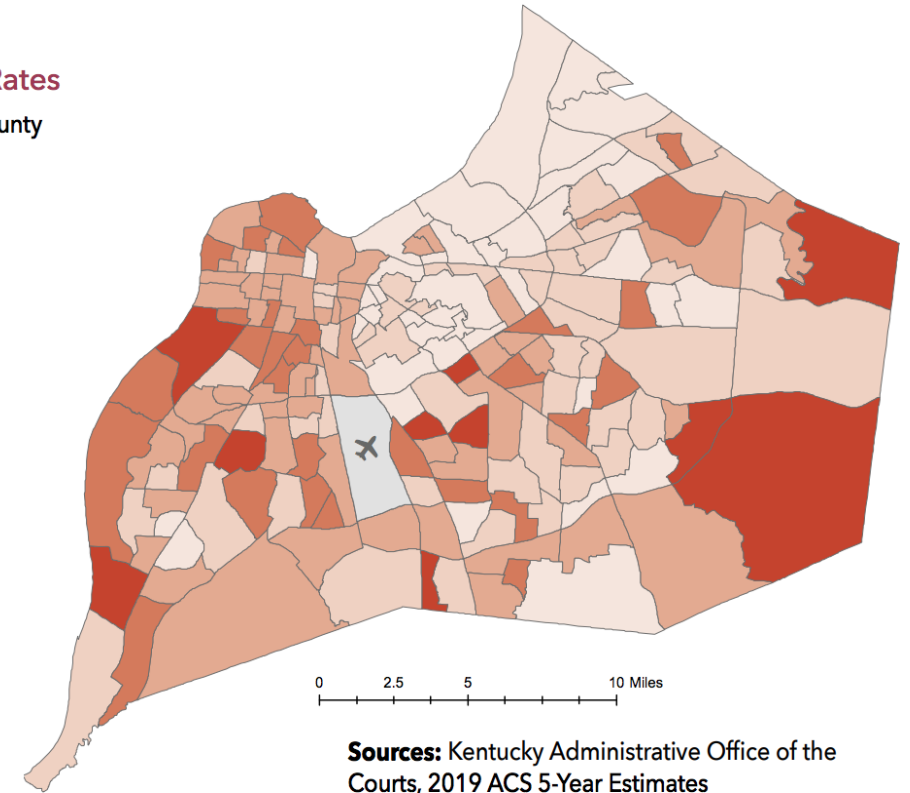 ates
unty
0 2.5 5 10 Miles
Sources: Kentucky Administrative Office of the
Courts, 2019 ACS 5-Year Estimates